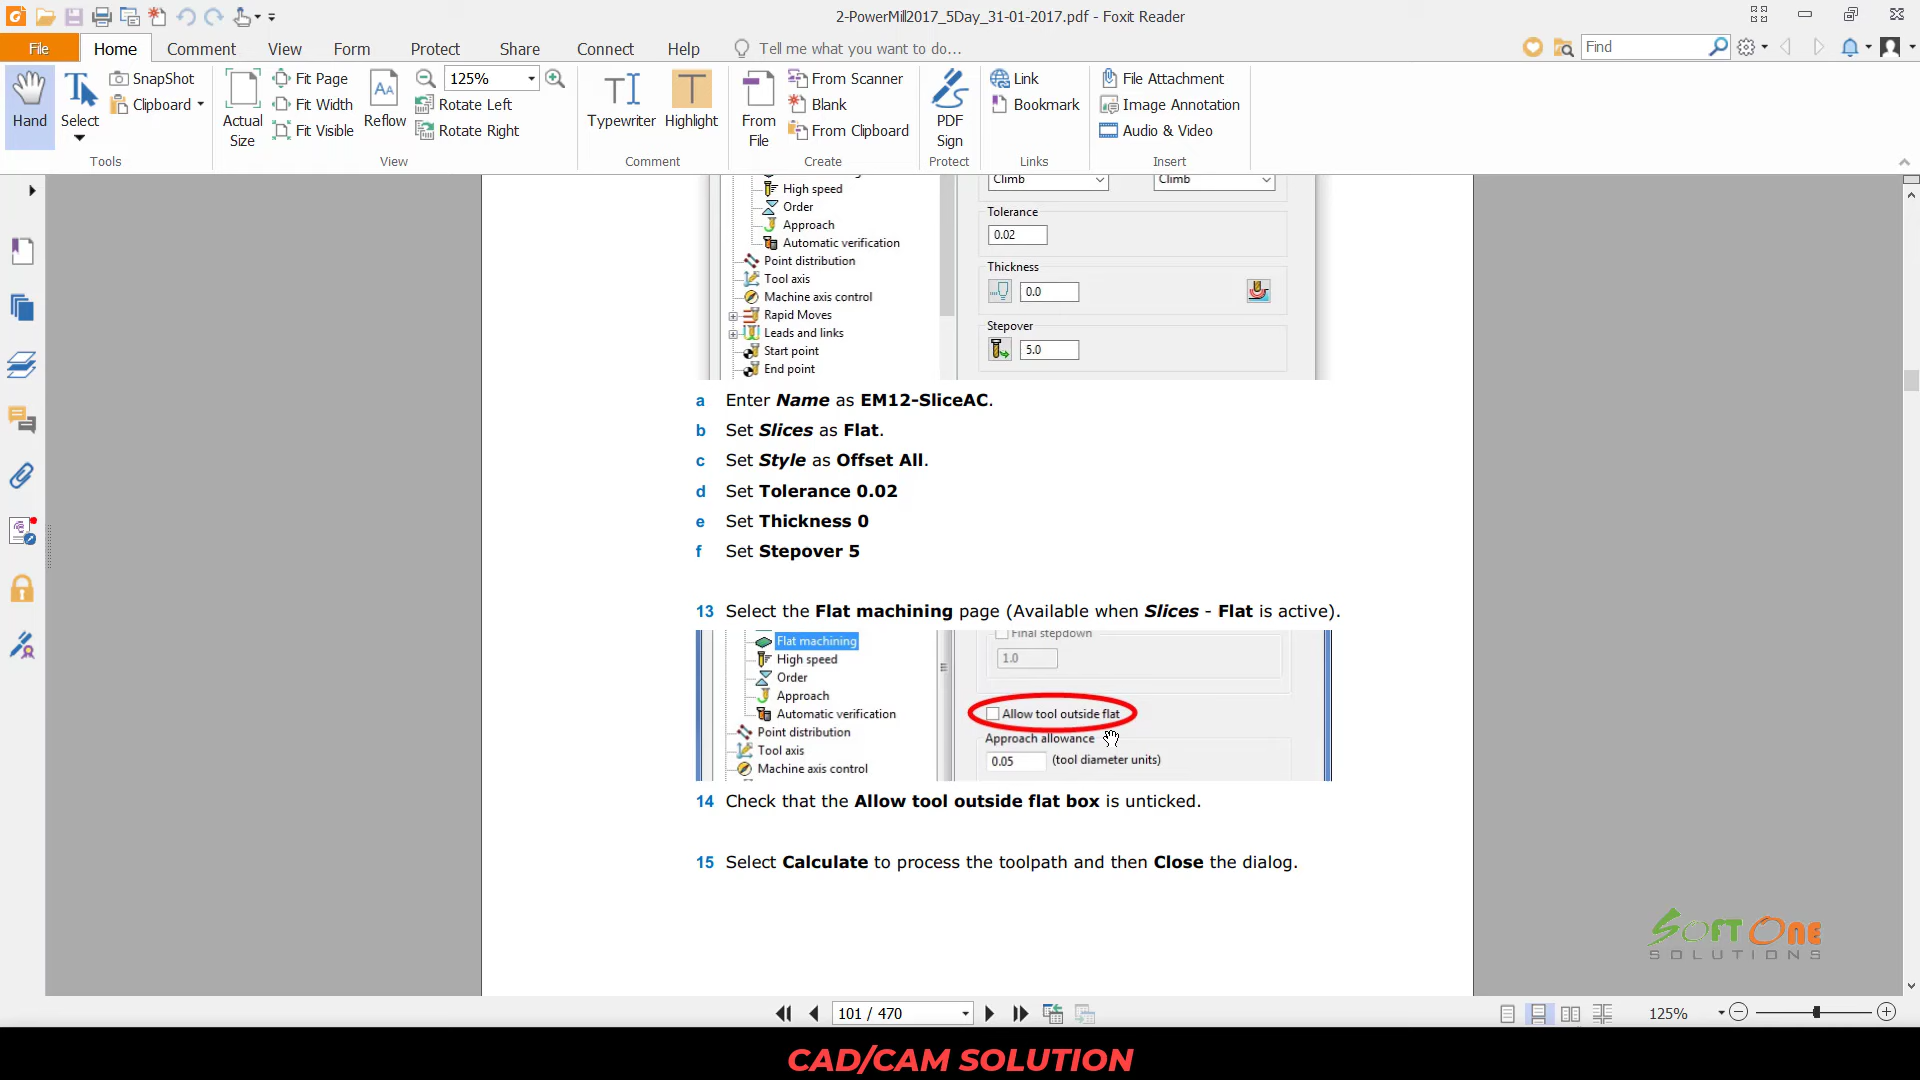 2-PowerMill2017_5Day_31-01-2017.pdf - Foxit Reader
File Home Comment View Form Protect Share Connect Help Tell me what you want to do... Find
Hand
Select
SnapShot
Clipboard
Tools
Actual Size
Fit Page
Fit Width
Fit Visible
Reflow
125%
Rotate Left
Rotate Right
View
Typewriter
Highlight
Comment
From File
From Scanner
Blank
From Clipboard
Create
PDF Sign
Protect
Link
Bookmark
Links
File Attachment
Image Annotation
Audio & Video
Insert
High speed
Order
Approach
Automatic verification
Point distribution
Tool axis
Machine axis control
Rapid Moves
Leads and links
Start point
End point
Climb Climb
Tolerance
0.02
Thickness
0.0
Stepover
5.0
a Enter Name as EM12-SliceAC.
b Set Slices as Flat.
c Set Style as Offset All.
d Set Tolerance 0.02
e Set Thickness 0
f Set Stepover 5
13 Select the Flat machining page (Available when Slices - Flat is active).
Flat machining
High speed
Order
Approach
Automatic verification
Point distribution
Tool axis
Machine axis control
Final stepdown
1.0
Allow tool outside flat
Approach allowance
0.05 (tool diameter units)
14 Check that the Allow tool outside flat box is unticked.
15 Select Calculate to process the toolpath and then Close the dialog.
SOFT ONE
SOLUTIONS
101 / 470
125%
CAD/CAM SOLUTION